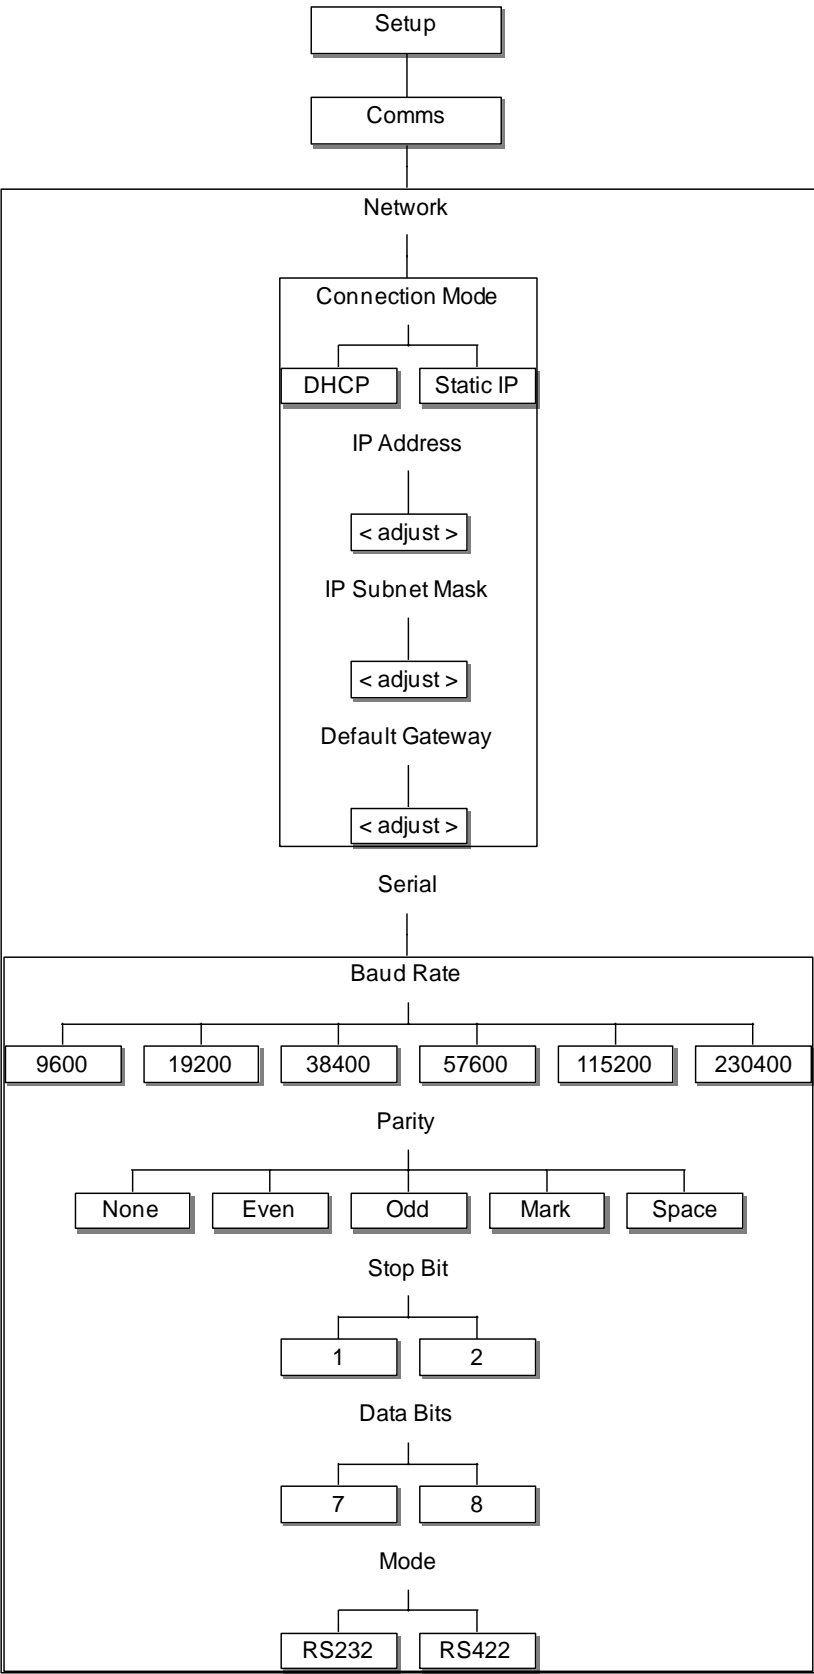 Setup
Comms
Network
Connection Mode
DHCP Static IP
IP Address
< adjust >
IP Subnet Mask
< adjust >
Default Gateway
< adjust >
Serial
Baud Rate
9600 19200 38400 57600 115200 230400
Parity
None Even Odd Mark Space
Stop Bit
1 2
Data Bits
7 8
Mode
RS232 RS422